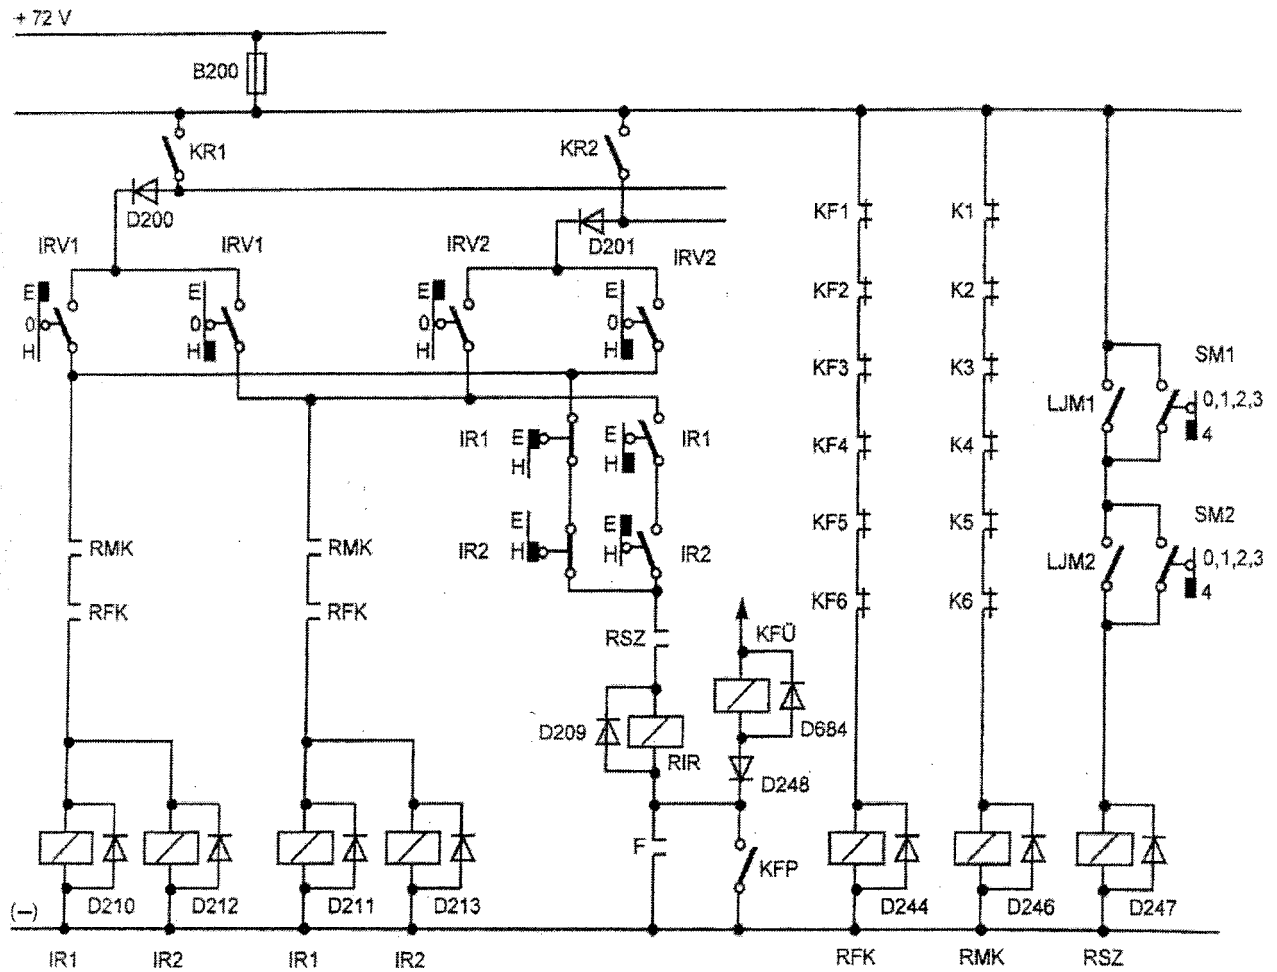 + 72 V
B200
KR1
KR2
D200
D201
IRV1
IRV1
IRV2
IRV2
E
0
H
E
0
H
E
0
H
E
0
H
KF1
K1
KF2
K2
KF3
K3
KF4
K4
KF5
K5
KF6
K6
SM1
LJM1
0,1,2,3
4
SM2
LJM2
0,1,2,3
4
IR1
E
H
E
H
IR1
IR2
E
H
E
H
IR2
RMK
RMK
RFK
RFK
RSZ
KFÜ
D209
RIR
D684
D248
F
KFP
(–)
D210
D212
D211
D213
D244
D246
D247
IR1
IR2
IR1
IR2
RFK
RMK
RSZ